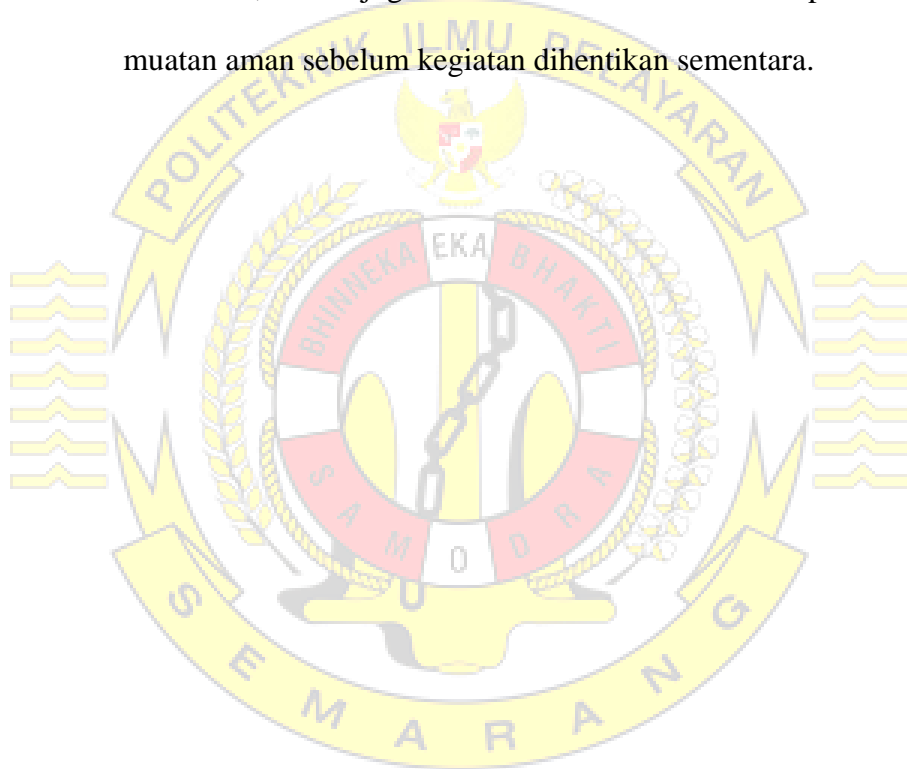 muatan aman sebelum kegiatan dihentikan sementara.
POLITEKNIK ILMU PELAYARAN
EKA
BHINNEKA
BHAKTI
SAMODRA
SEMARANG